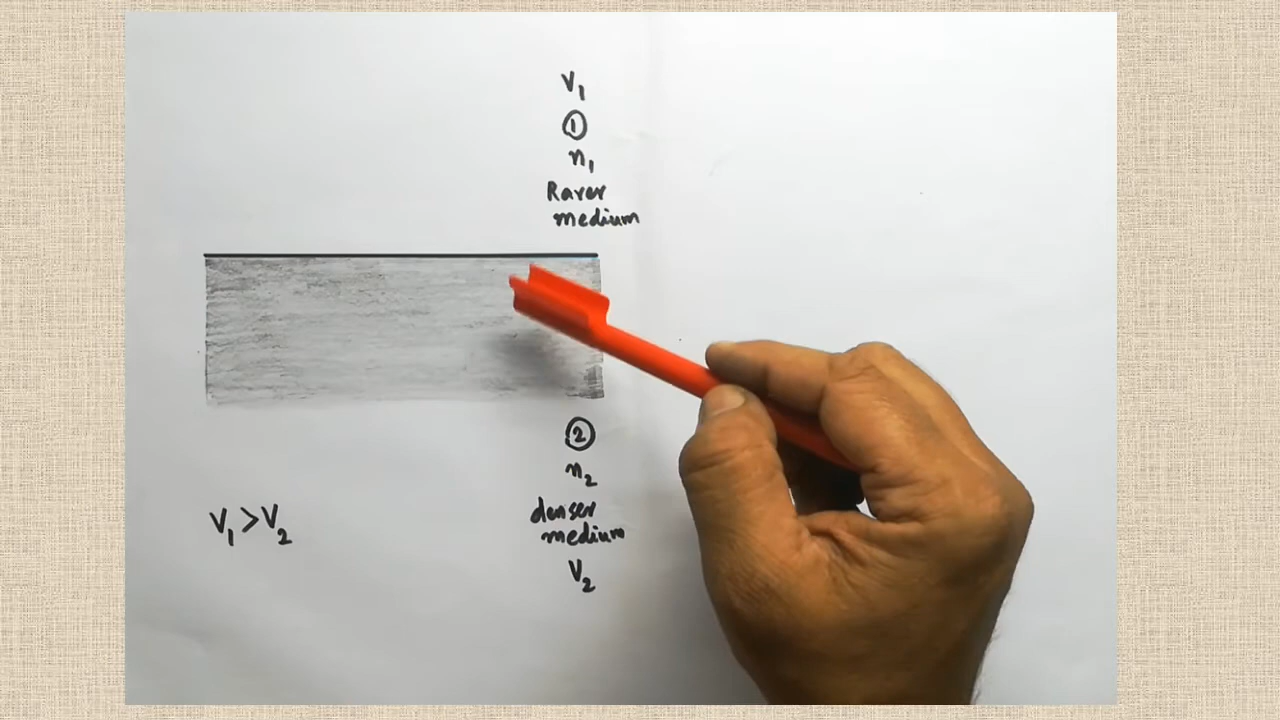 V₁
①
n₁
Rarer
medium
②
n₂
denser
medium
V₁ > V₂
V₂